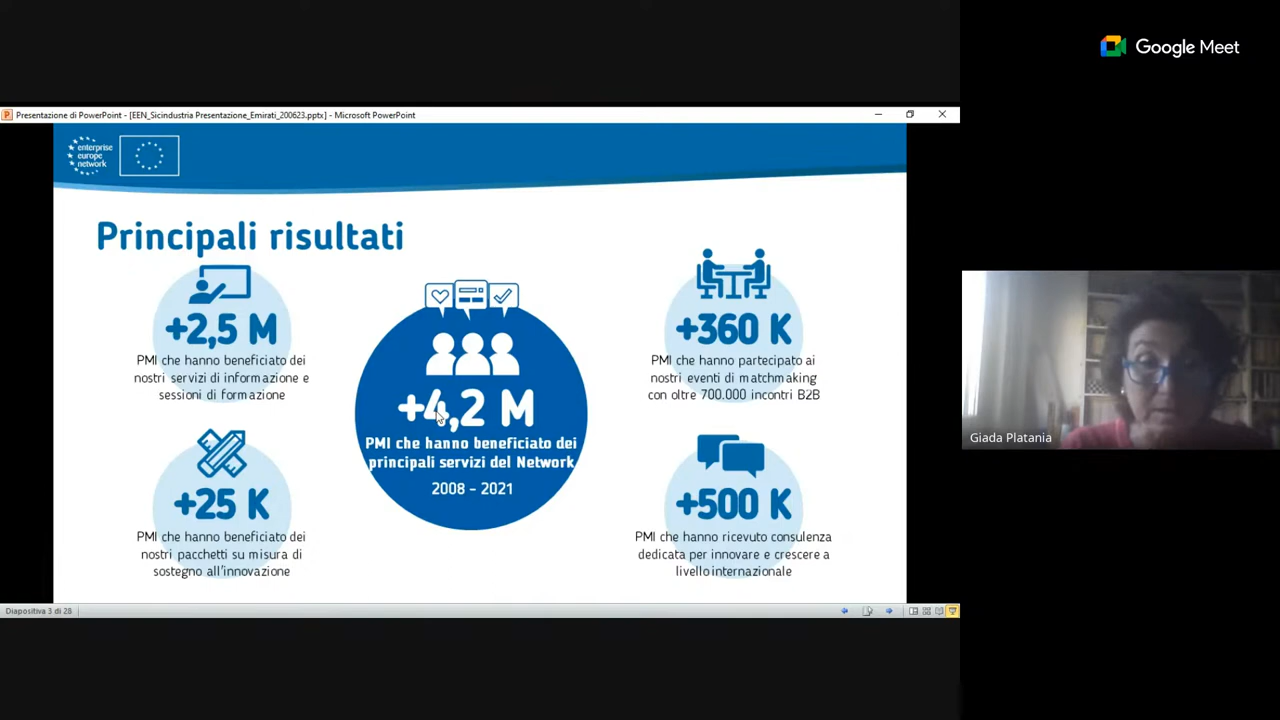 Google Meet
Presentazione di PowerPoint - [EEN_Sicindustria Presentazione_Emirati_200623.pptx] - Microsoft PowerPoint
enterprise
europe
network
Principali risultati
+2,5 M
PMI che hanno beneficiato dei
nostri servizi di informazione e
sessioni di formazione
+25 K
PMI che hanno beneficiato dei
nostri pacchetti su misura di
sostegno all'innovazione
+4,2 M
PMI che hanno beneficiato dei
principali servizi del Network
2008 - 2021
+360 K
PMI che hanno partecipato ai
nostri eventi di matchmaking
con oltre 700.000 incontri B2B
+500 K
PMI che hanno ricevuto consulenza
dedicata per innovare e crescere a
livello internazionale
Giada Platania
Diapositiva 3 di 28